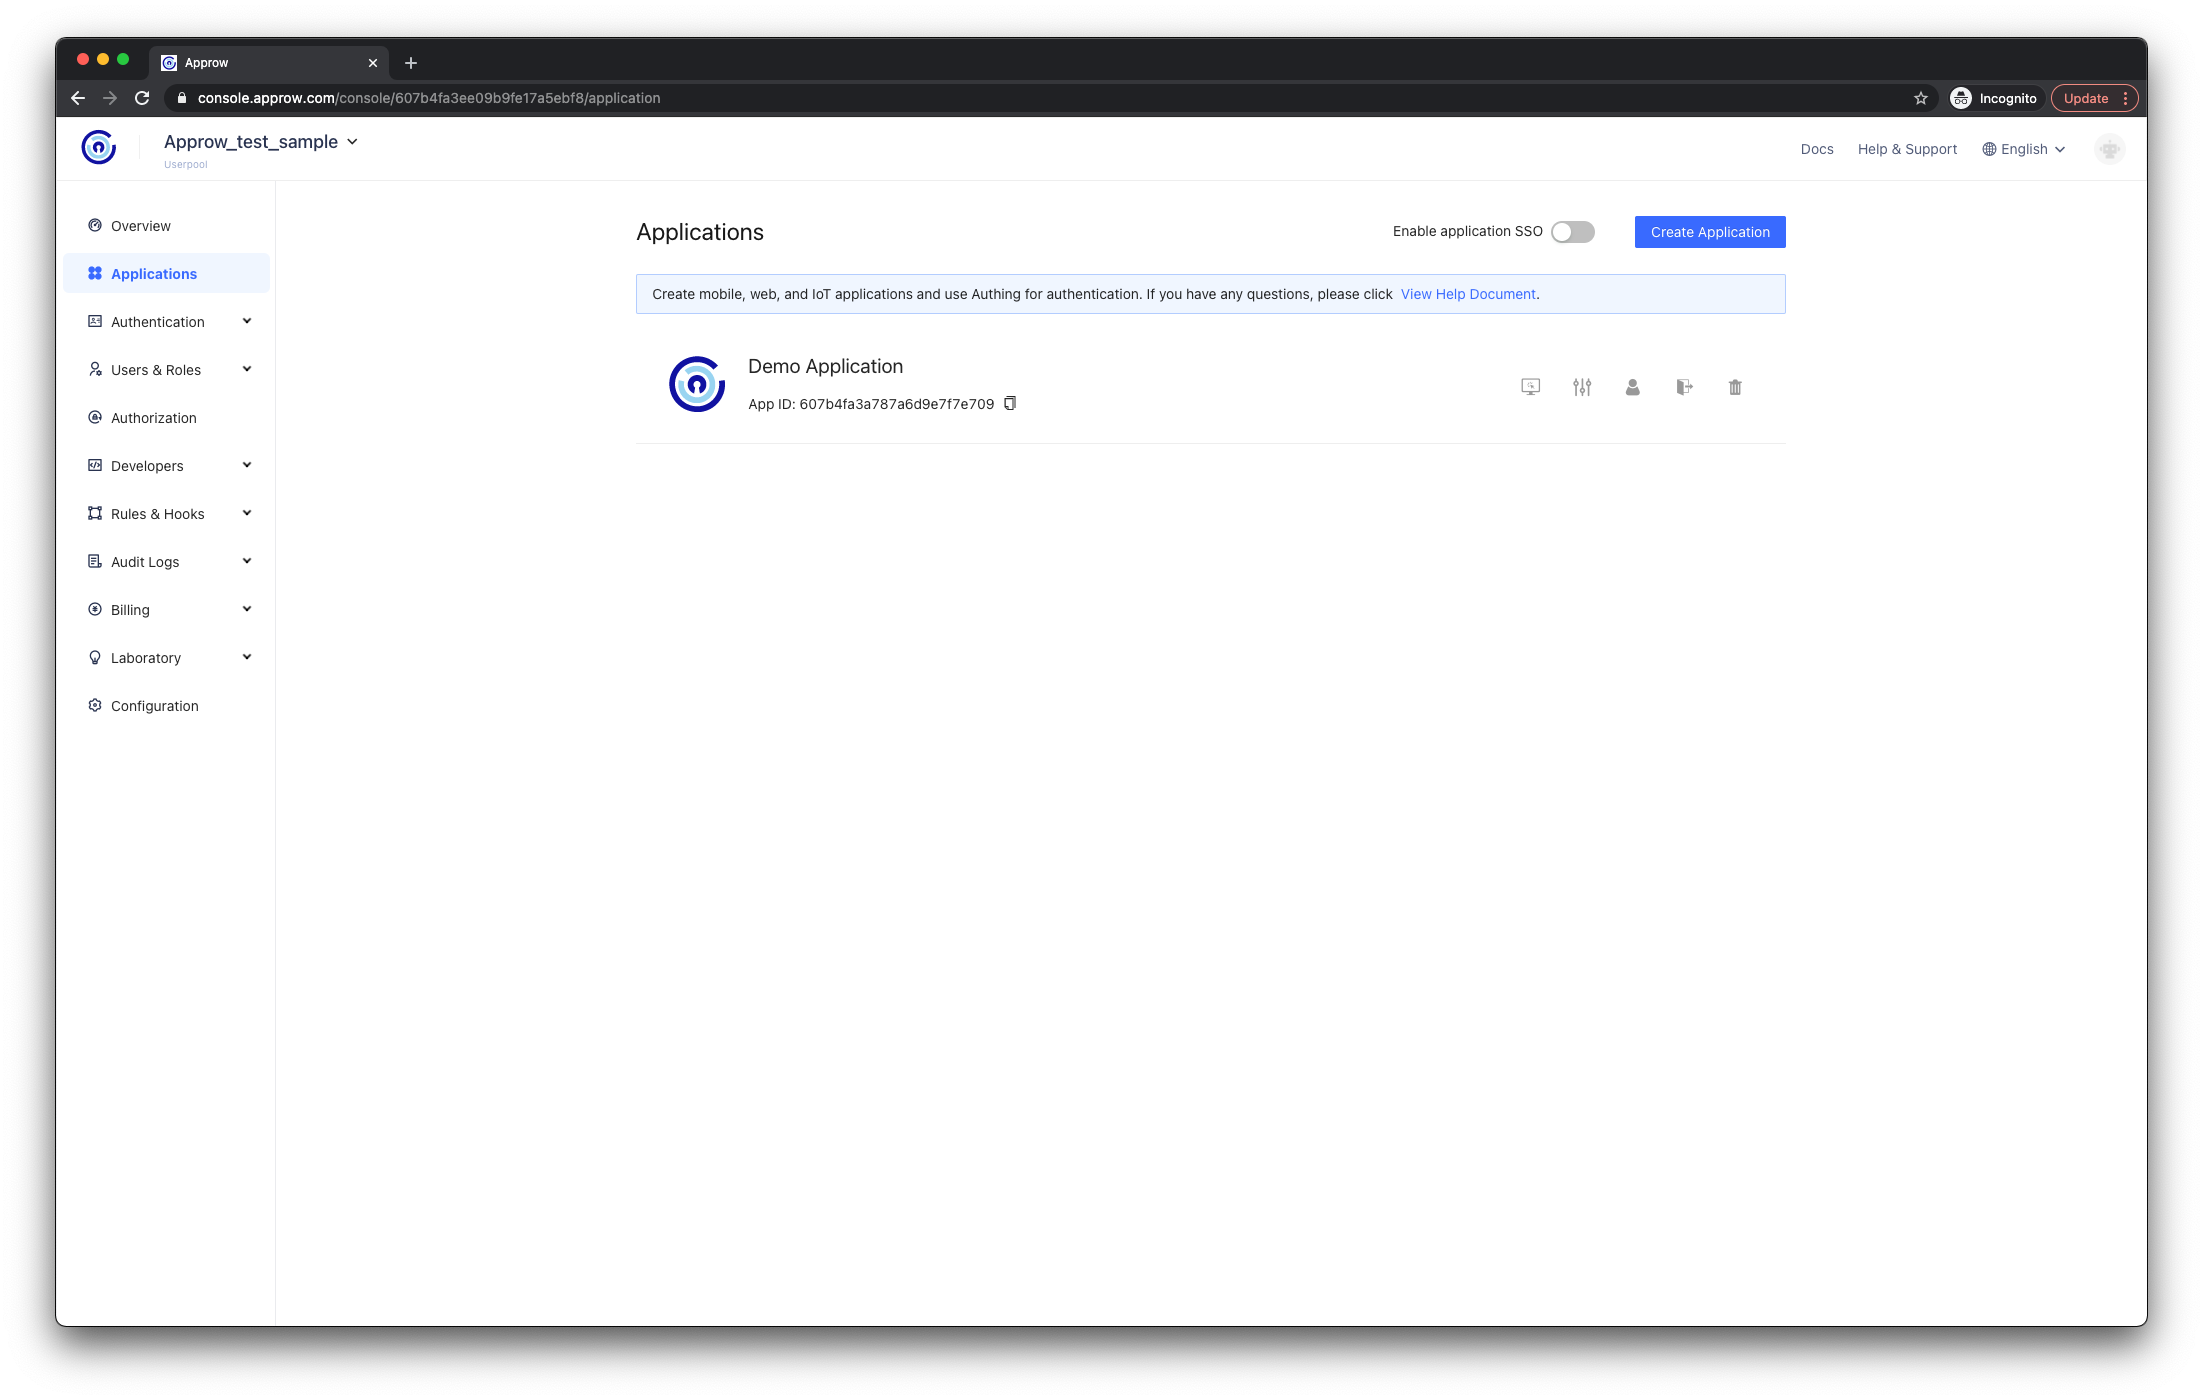 Approw
console.approw.com/console/607b4fa3ee09b9fe17a5ebf8/application
Incognito
Update
Approw_test_sample
Userpool
Docs
Help & Support
English
Overview
Applications
Authentication
Users & Roles
Authorization
Developers
Rules & Hooks
Audit Logs
Billing
Laboratory
Configuration
Applications
Enable application SSO
Create Application
Create mobile, web, and IoT applications and use Authing for authentication. If you have any questions, please click View Help Document.
Demo Application
App ID: 607b4fa3a787a6d9e7f7e709